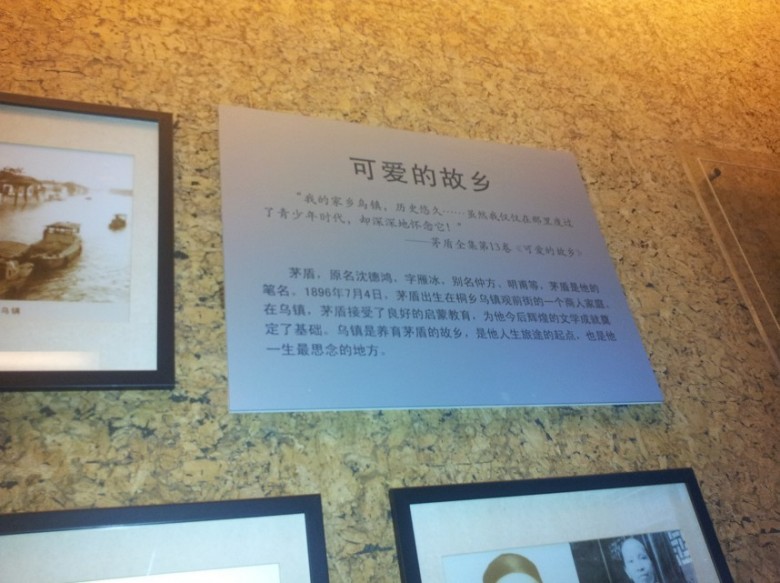 可爱的故乡
“我的家乡乌镇,历史悠久……虽然我仅仅在那里度过
了青少年时代,却深深地怀念它!”
——茅盾全集第15卷《可爱的故乡》
茅盾,原名沈德鸿,字雁冰,别名仲方、明甫等,茅盾是他的
笔名。1896年7月4日,茅盾出生在桐乡乌镇观前街的一个商人家庭。
在乌镇,茅盾接受了良好的启蒙教育,为他今后辉煌的文学成就奠
定了基础。乌镇是养育茅盾的故乡,是他人生旅途的起点,也是他
一生最思念的地方。
乌镇